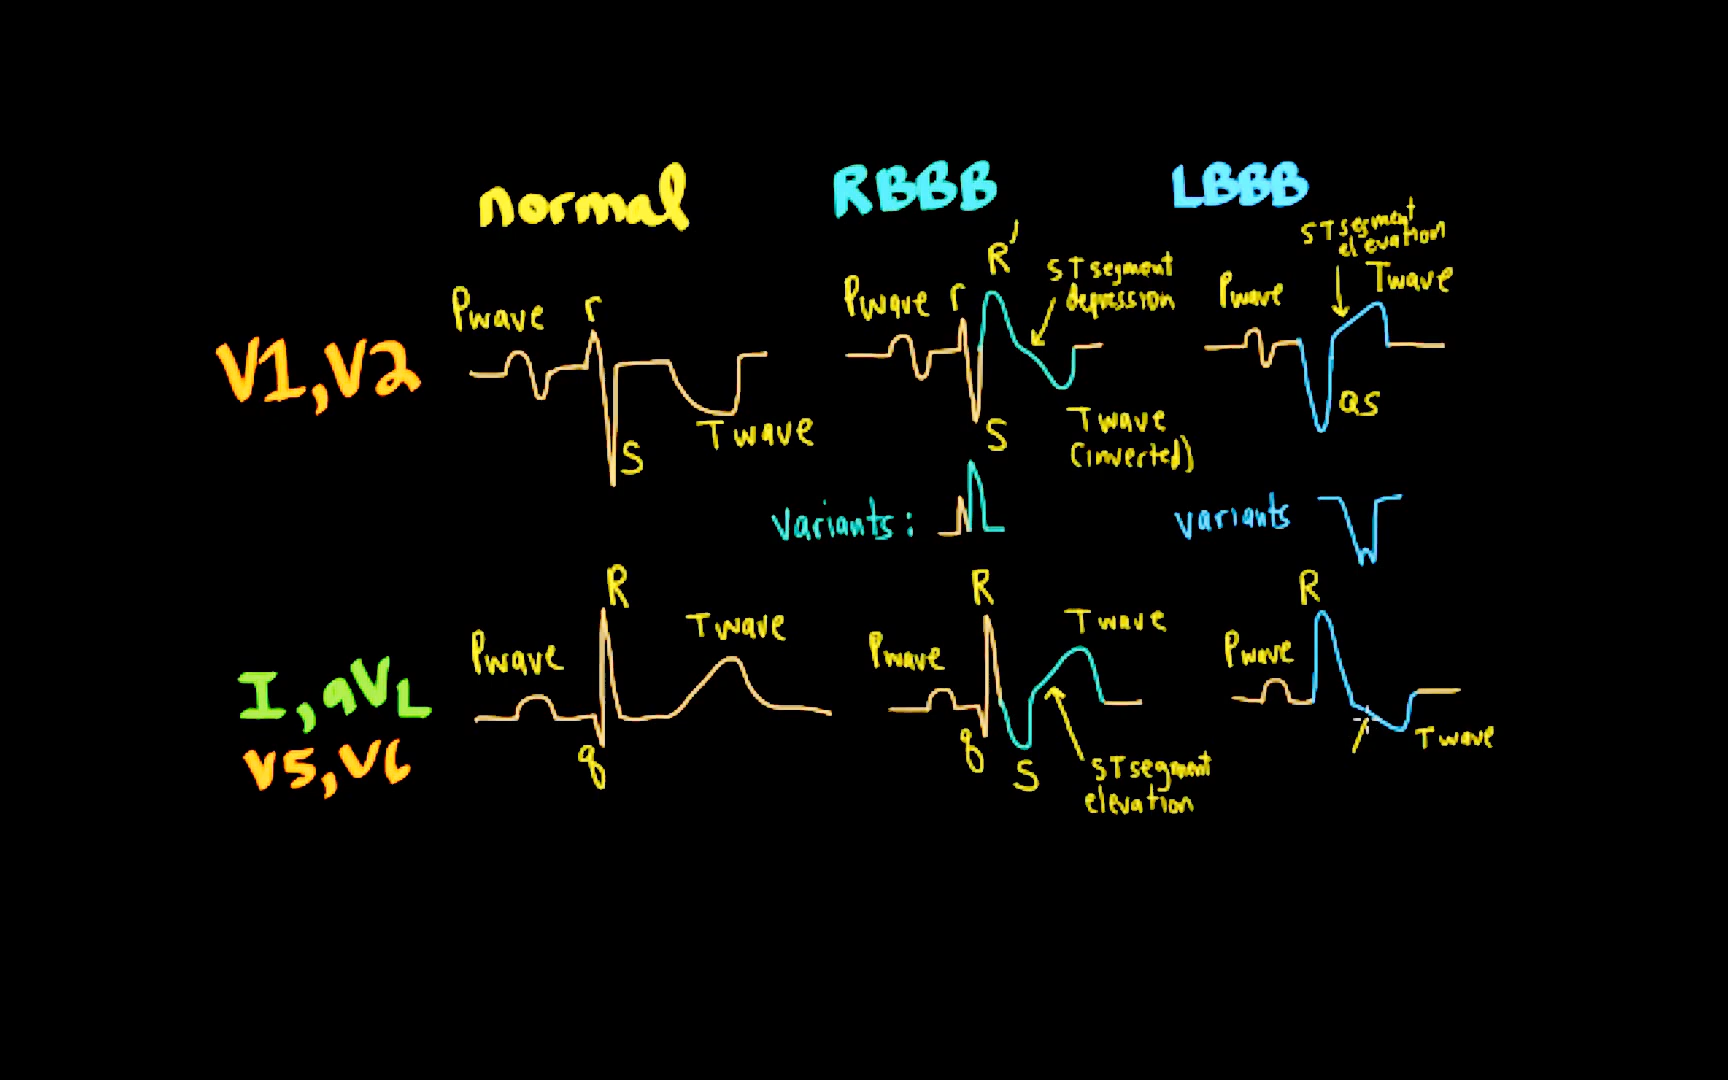 normal
RBBB
LBBB
V1, V2
Pwave
r
S
Twave
Pwave
r
S
R'
ST segment
depression
Twave
(inverted)
Pwave
QS
ST segment
elevation
Twave
Variants:
variants
I, aVL
V5, V6
Pwave
q
R
Twave
Pwave
q
R
S
Twave
ST segment
elevation
Pwave
R
Twave